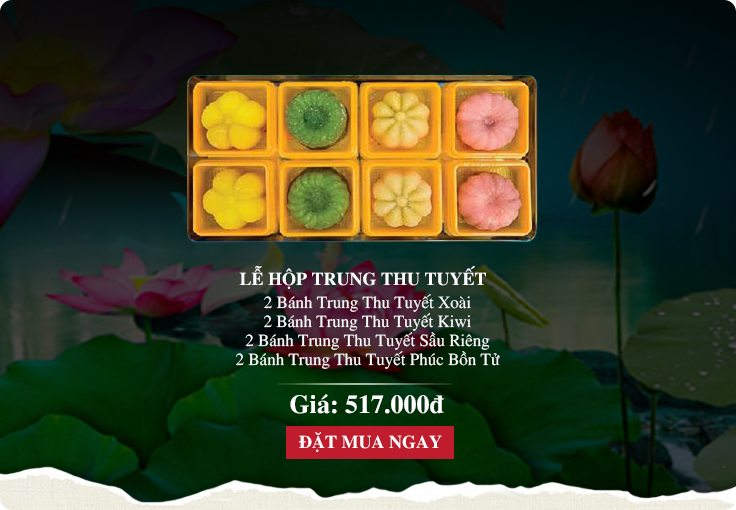 LỄ HỘP TRUNG THU TUYẾT
2 Bánh Trung Thu Tuyết Xoài
2 Bánh Trung Thu Tuyết Kiwi
2 Bánh Trung Thu Tuyết Sầu Riêng
2 Bánh Trung Thu Tuyết Phúc Bồn Tử
Giá: 517.000đ
ĐẶT MUA NGAY